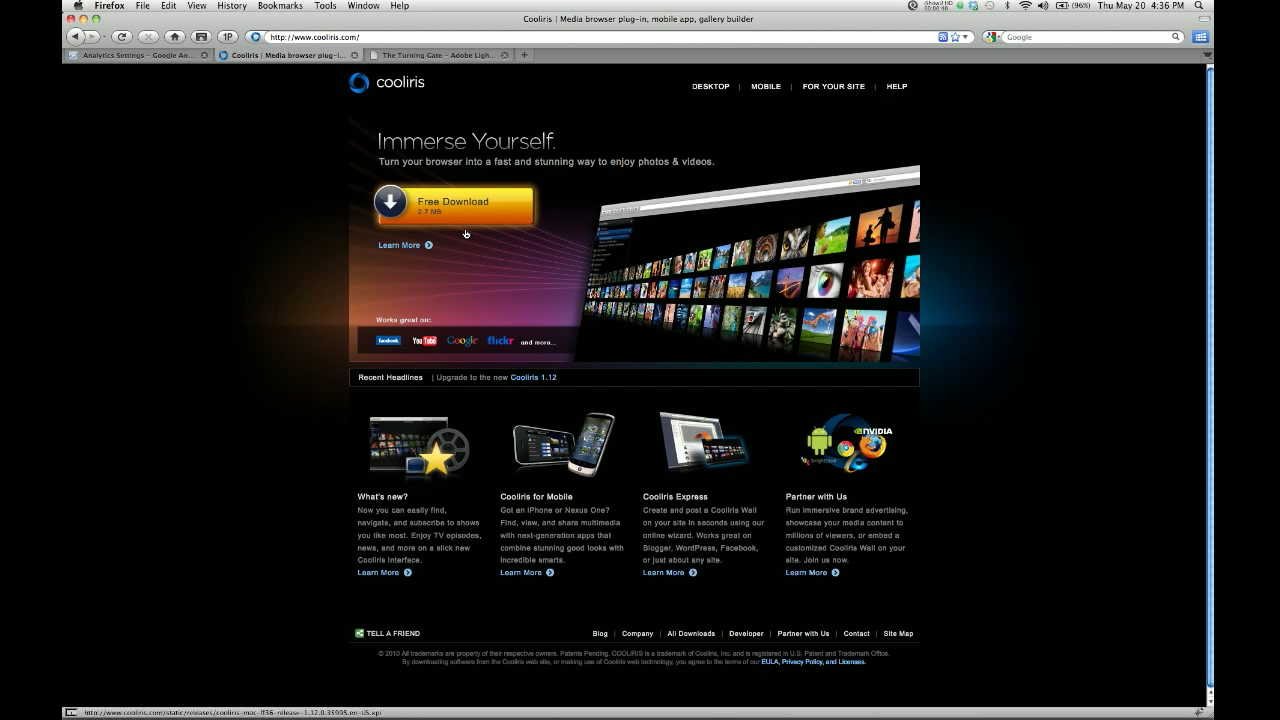 Firefox File Edit View History Bookmarks Tools Window Help
(96%) Thu May 20 4:36 PM
Cooliris | Media browser plug-in, mobile app, gallery builder
1P http://www.cooliris.com/ Google
Analytics Settings – Google An... Cooliris | Media browser plug-i... The Turning Gate – Adobe Ligh...
cooliris
DESKTOP | MOBILE | FOR YOUR SITE | HELP
Immerse Yourself.
Turn your browser into a fast and stunning way to enjoy photos & videos.
Free Download
2.7 MB
Learn More
Works great on:
facebook YouTube Google flickr and more...
Recent Headlines | Upgrade to the new Cooliris 1.12
NVIDIA
What's new?
Now you can easily find,
navigate, and subscribe to shows
you like most. Enjoy TV episodes,
news, and more on a slick new
Cooliris interface.
Learn More
Cooliris for Mobile
Got an iPhone or Nexus One?
Find, view, and share multimedia
with next-generation apps that
combine stunning good looks with
incredible smarts.
Learn More
Cooliris Express
Create and post a Cooliris Wall
on your site in seconds using our
online wizard. Works great on
Blogger, WordPress, Facebook,
or just about any site.
Learn More
Partner with Us
Run immersive brand advertising,
showcase your media content to
millions of viewers, or embed a
customized Cooliris Wall on your
site. Join us now.
Learn More
TELL A FRIEND
Blog | Company | All Downloads | Developer | Partner with Us | Contact | Site Map
© 2010 All trademarks are property of their respective owners. Patents Pending. COOLIRIS is a trademark of Cooliris, Inc. and is registered in U.S. Patent and Trademark Office.
By downloading software from the Cooliris web site, or making use of Cooliris web technology, you agree to the terms of our EULA, Privacy Policy, and Licenses.
http://www.cooliris.com/static/releases/cooliris-mac-ff36-release-1.12.0.35995.en-US.xpi